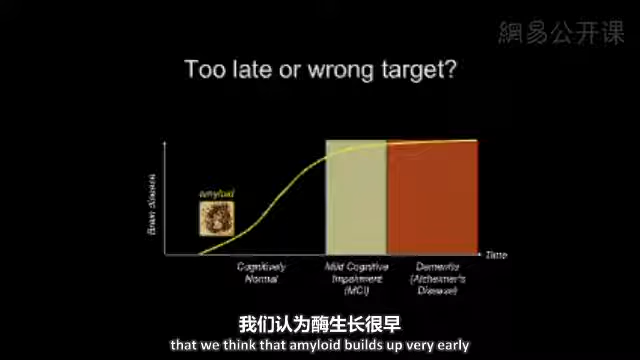 網易公开课
Too late or wrong target?
amyloid
Brain disease
Time
Cognitively
Normal
Mild Cognitive
Impairment
(MCI)
Dementia
(Alzheimer's
Disease)
我们认为酶生长很早
that we think that amyloid builds up very early